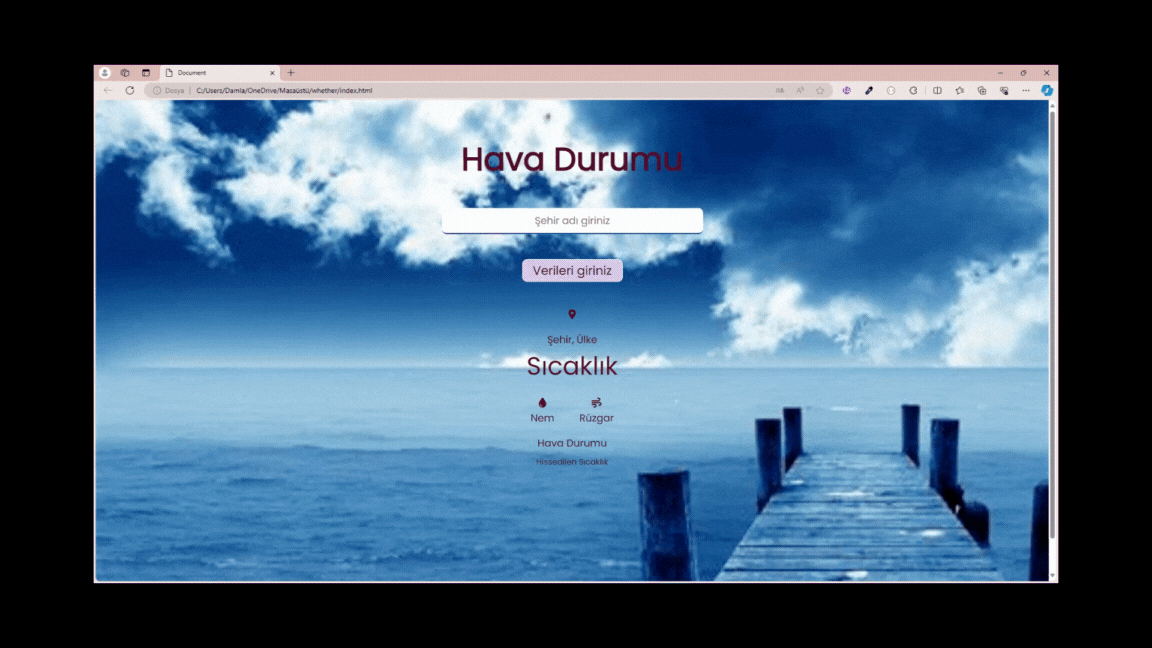 Document
Dosya
C:/Users/Damla/OneDrive/Masaüstü/whether/index.html
Hava Durumu
Şehir adı giriniz
Verileri giriniz
Şehir, Ülke
Sıcaklık
Nem Rüzgar
Hava Durumu
Hissedilen Sıcaklık